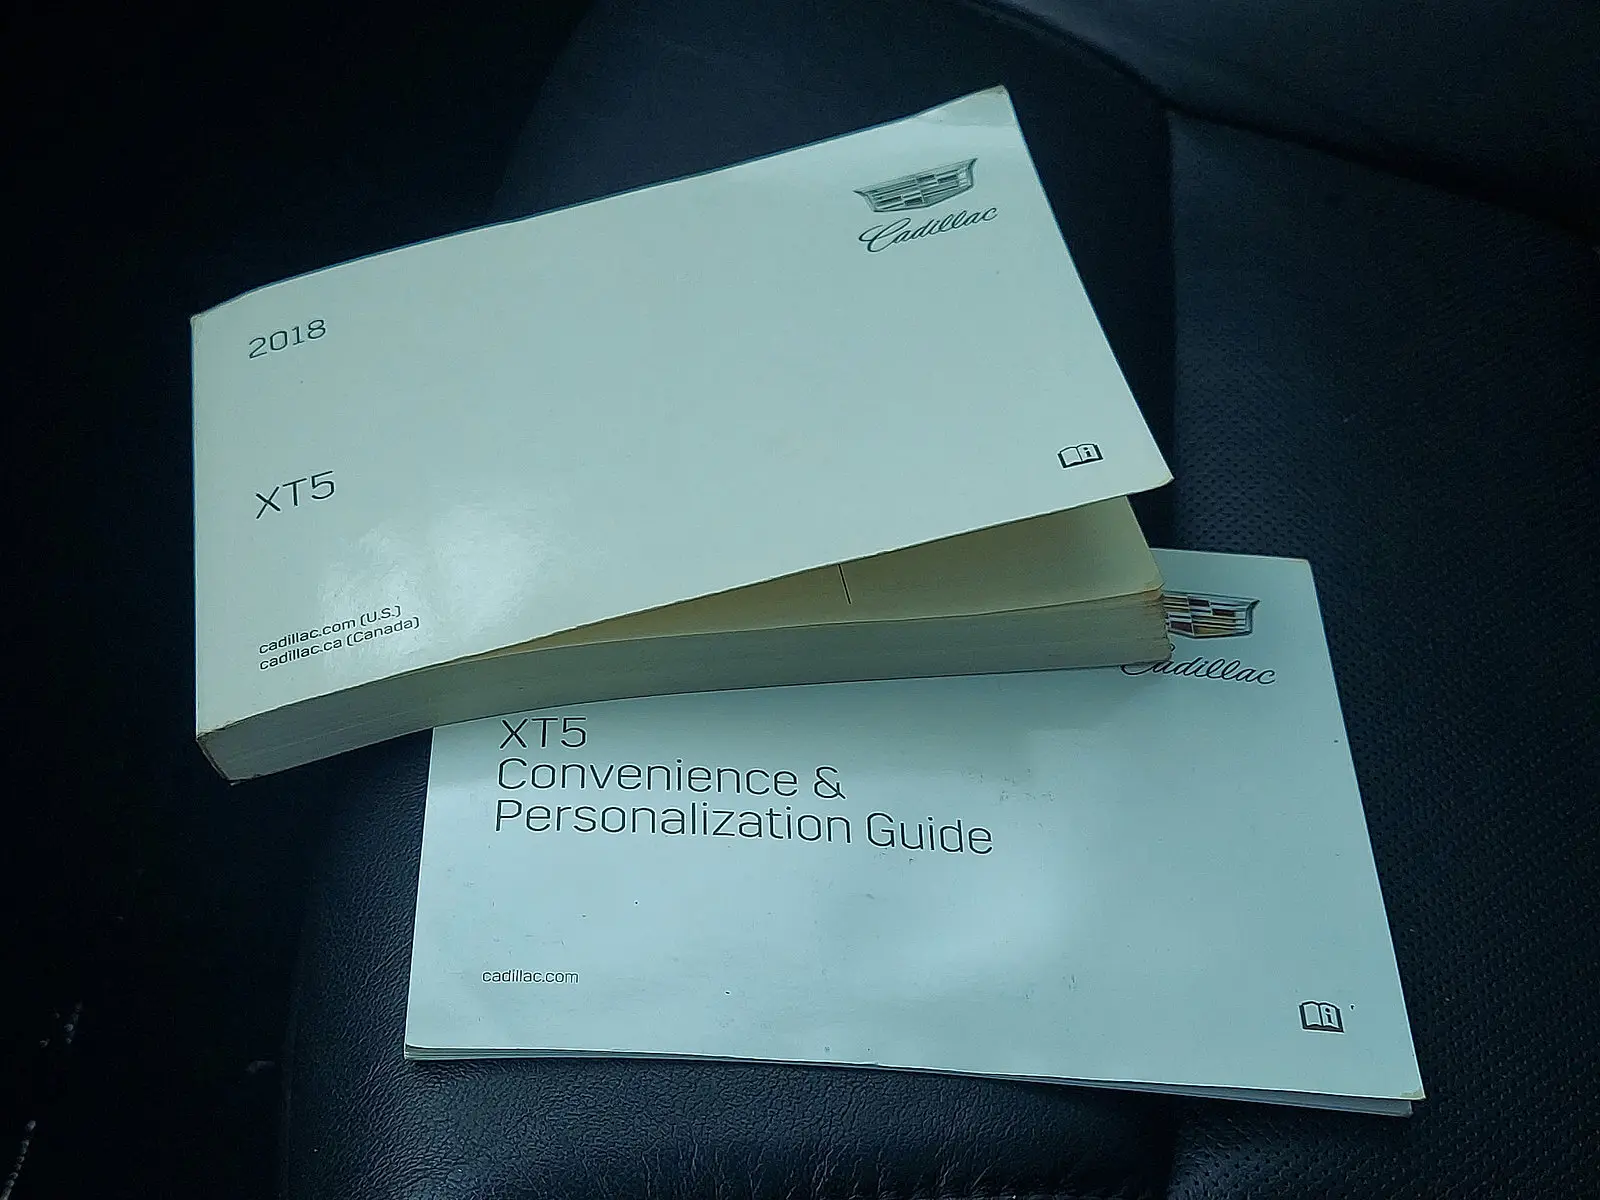 Cadillac
2018
XT5
cadillac.com (U.S.)
cadillac.ca (Canada)
Cadillac
XT5
Convenience &
Personalization Guide
cadillac.com